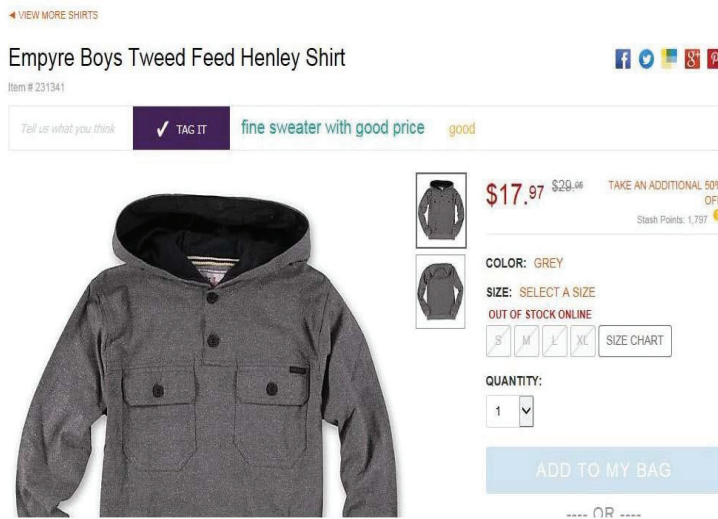 ◄ VIEW MORE SHIRTS
Empyre Boys Tweed Feed Henley Shirt
Item # 231341
Tell us what you think
✓ TAG IT
fine sweater with good price good
$17.97 $29.95
TAKE AN ADDITIONAL 50%
OFF
Stash Points: 1,797
COLOR: GREY
SIZE: SELECT A SIZE
OUT OF STOCK ONLINE
S M L XL SIZE CHART
QUANTITY:
1
ADD TO MY BAG
---- OR ----